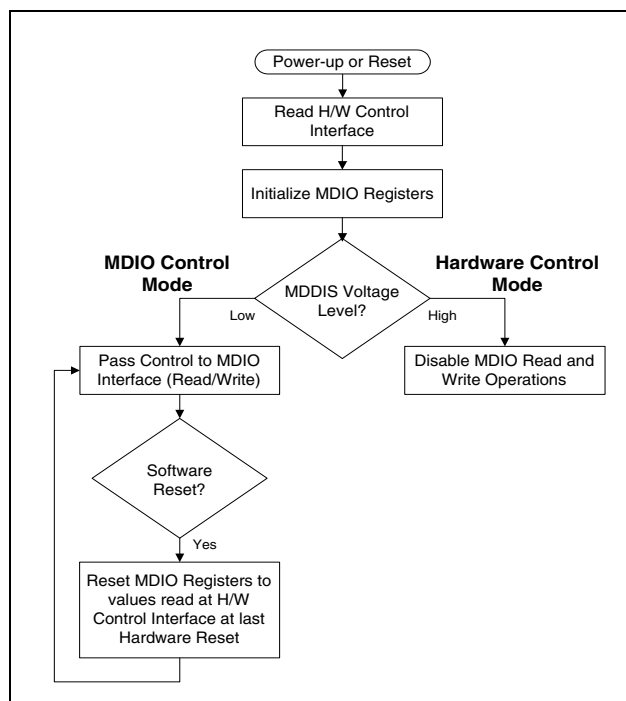 Power-up or Reset
Read H/W Control
Interface
Initialize MDIO Registers
MDIO Control
Mode
Hardware Control
Mode
MDDIS Voltage
Level?
Low
High
Pass Control to MDIO
Interface (Read/Write)
Disable MDIO Read and
Write Operations
Software
Reset?
Yes
Reset MDIO Registers to
values read at H/W
Control Interface at last
Hardware Reset